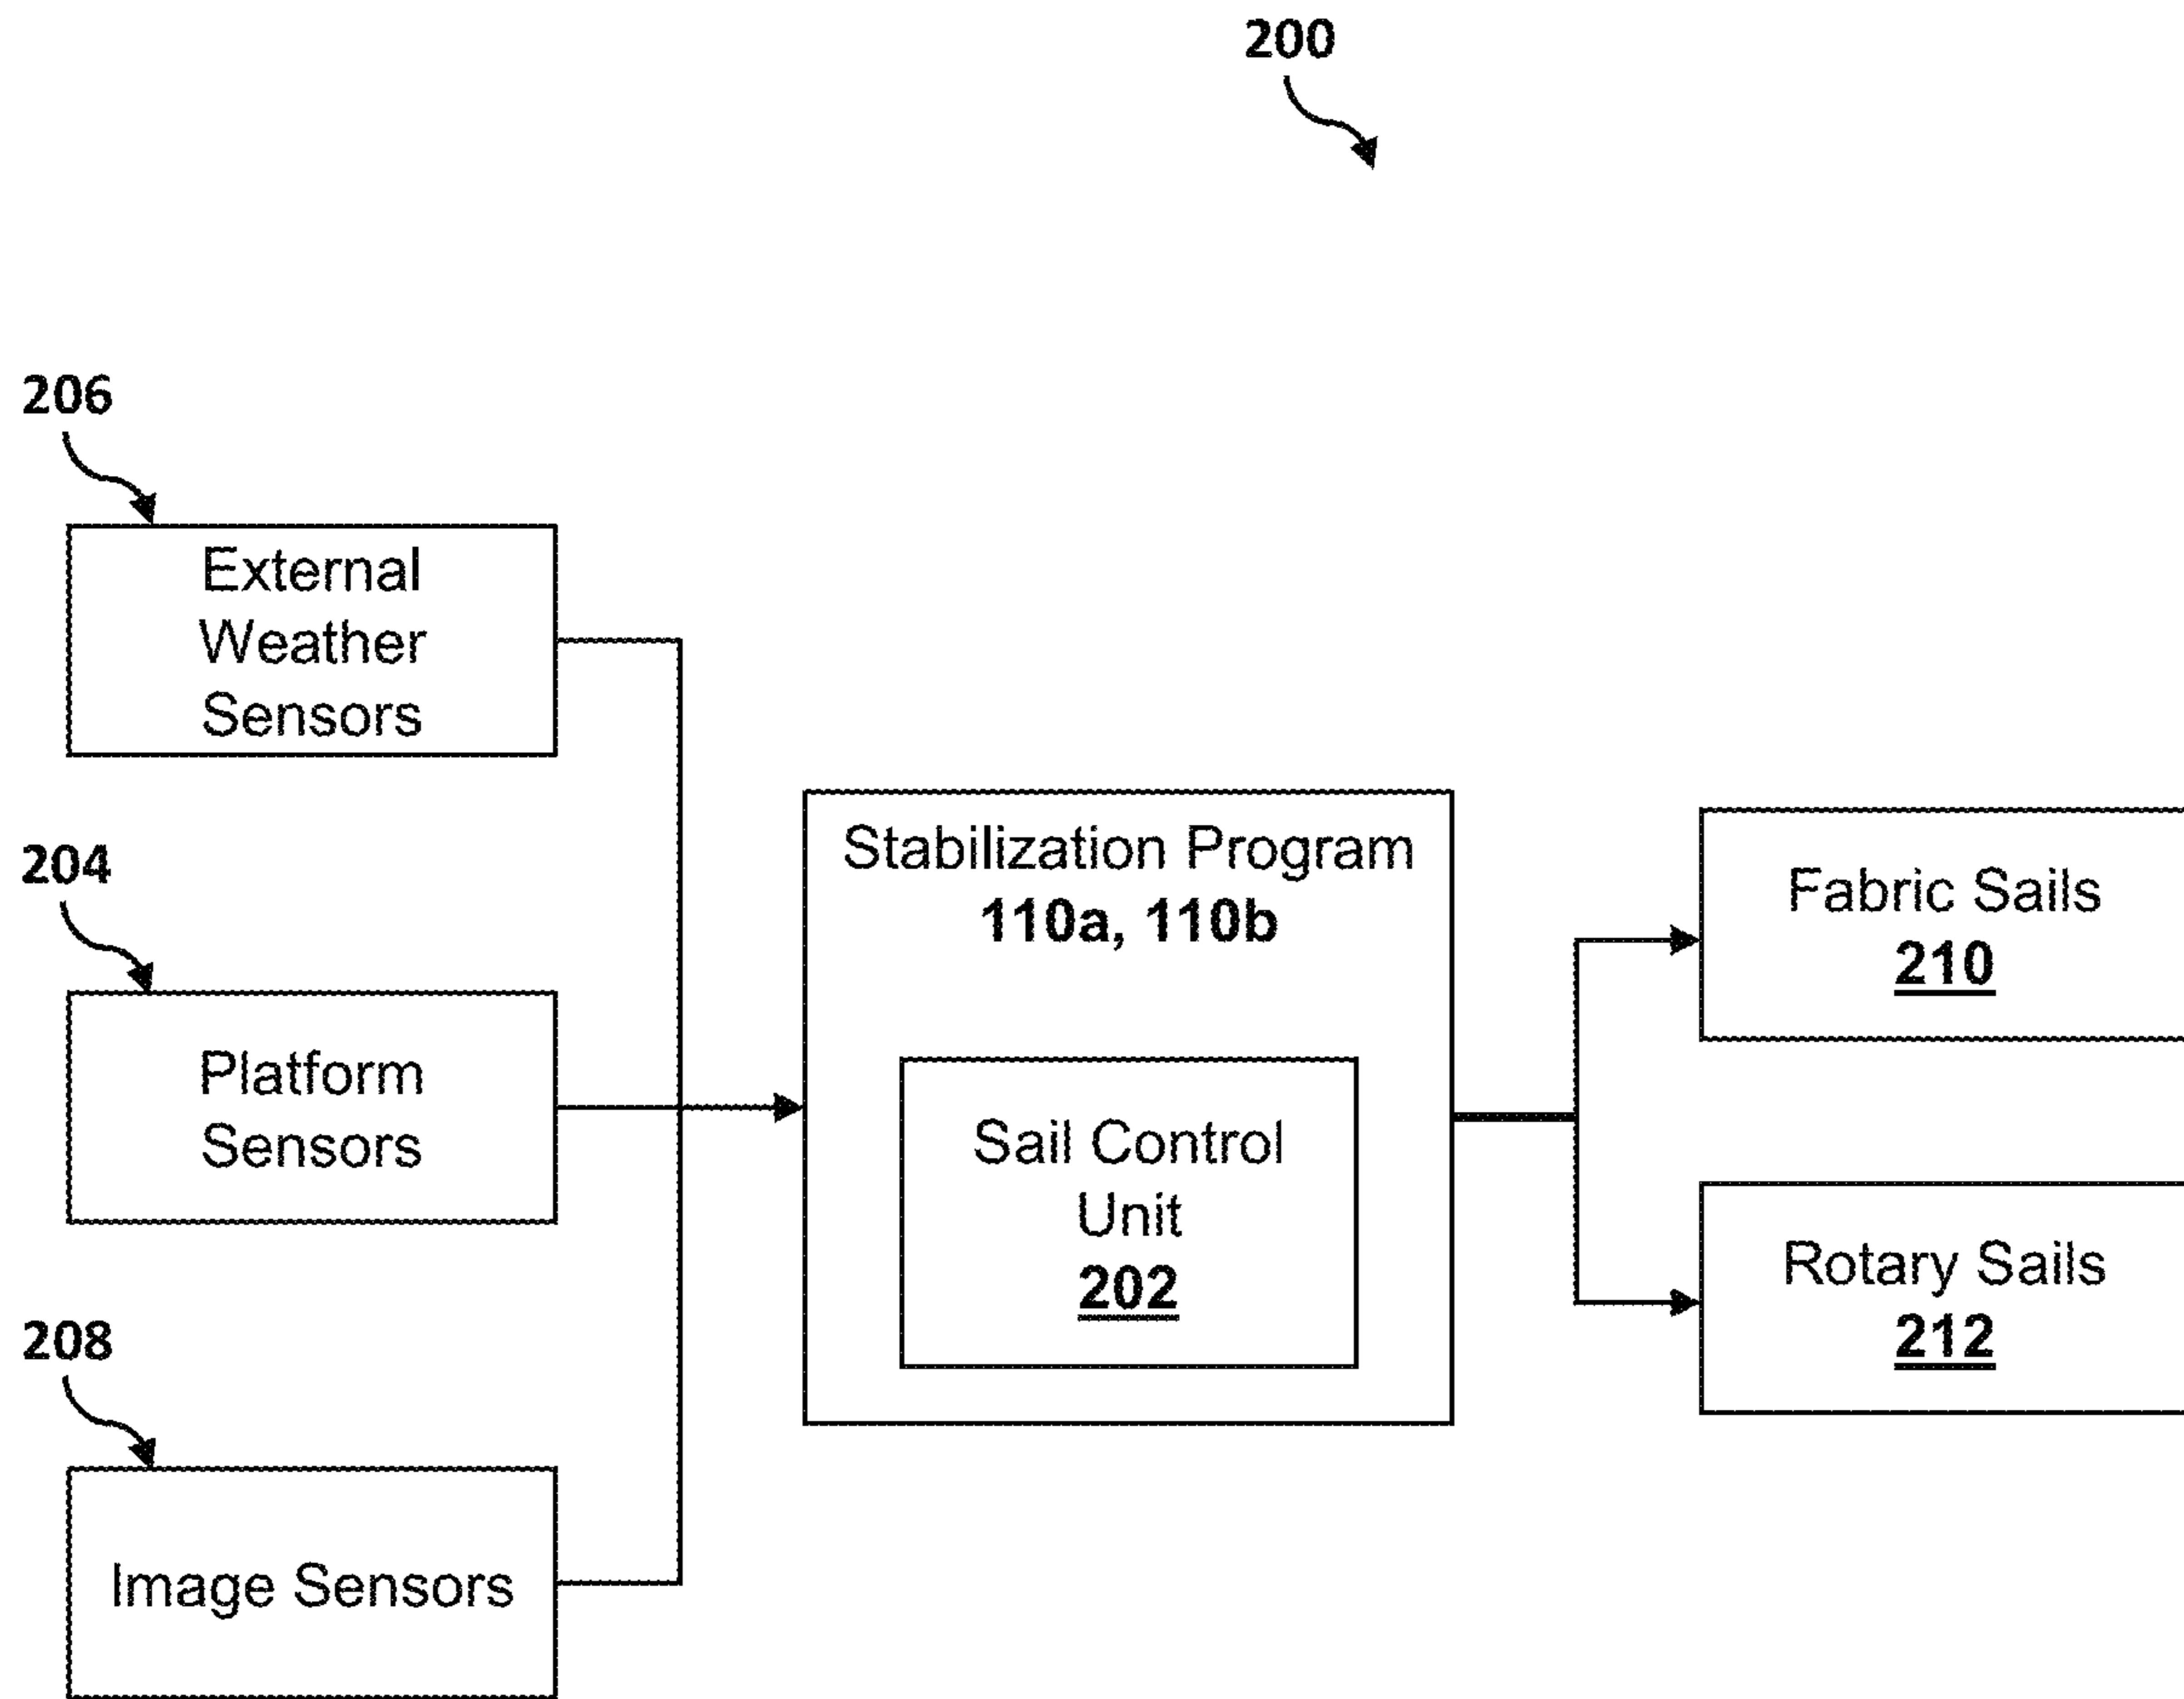 200
206
External
Weather
Sensors
204
Platform
Sensors
208
Image Sensors
Stabilization Program
110a, 110b
Sail Control
Unit
202
Fabric Sails
210
Rotary Sails
212